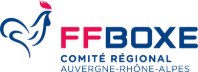 FFBOXE
COMITÉ RÉGIONAL
AUVERGNE-RHÔNE-ALPES